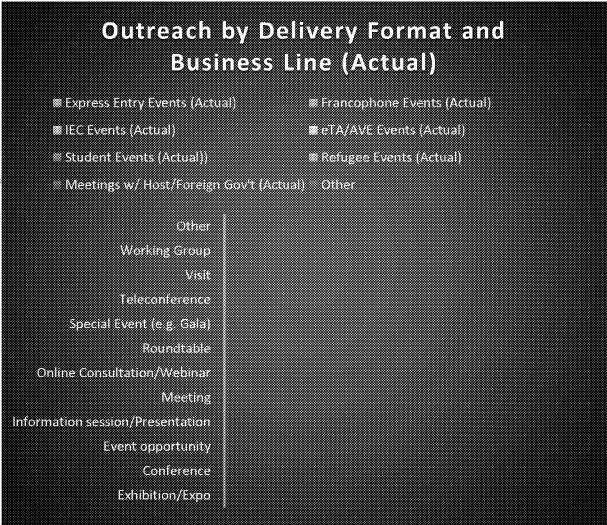 Outreach by Delivery Format and
Business Line (Actual)
Express Entry Events (Actual)
Francophone Events (Actual)
IEC Events (Actual)
eTA/AVE Events (Actual)
Student Events (Actual))
Refugee Events (Actual)
Meetings w/ Host/Foreign Gov't (Actual)
Other
Other
Working Group
Visit
Teleconference
Special Event (e.g. Gala)
Roundtable
Online Consultation/Webinar
Meeting
Information session/Presentation
Event opportunity
Conference
Exhibition/Expo